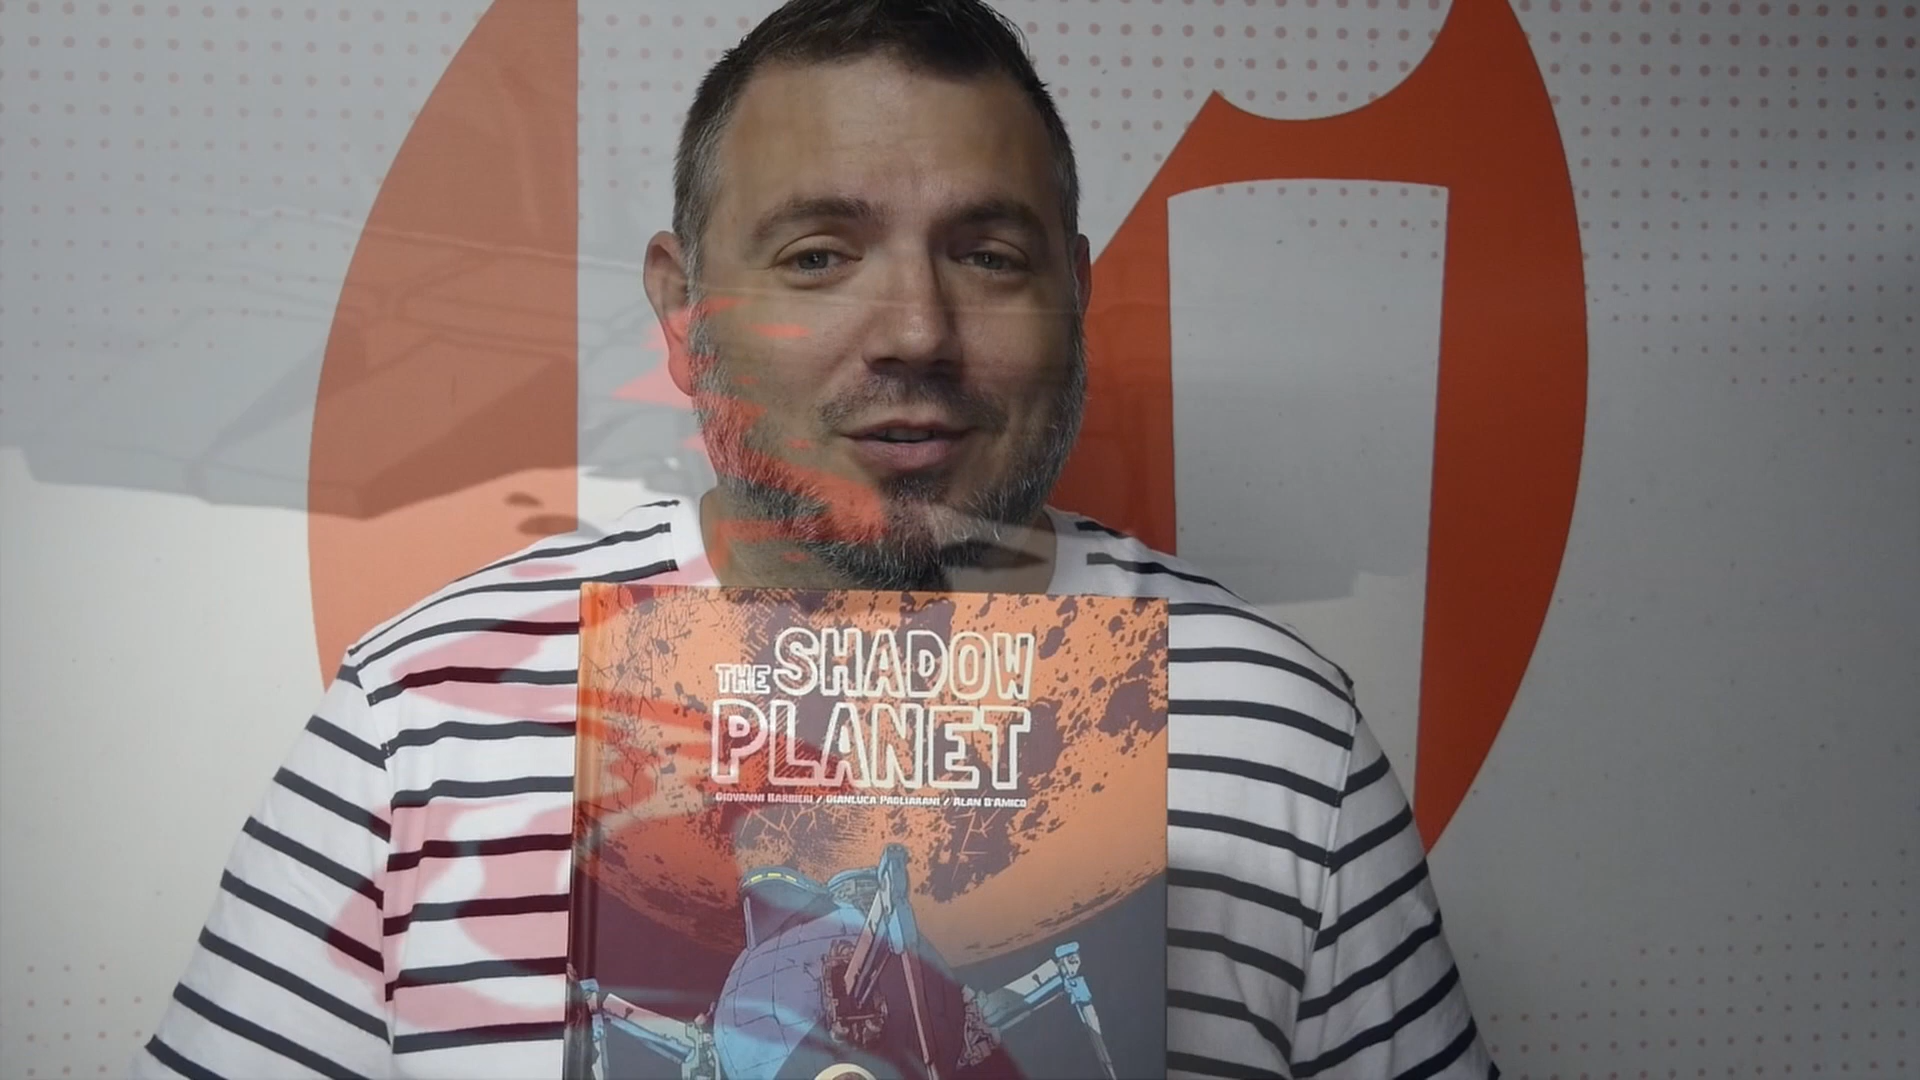 THE SHADOW
PLANET
GIOVANNI BARBIERI / GIANLUCA PAGLIARANI / ALAN D'AMICO